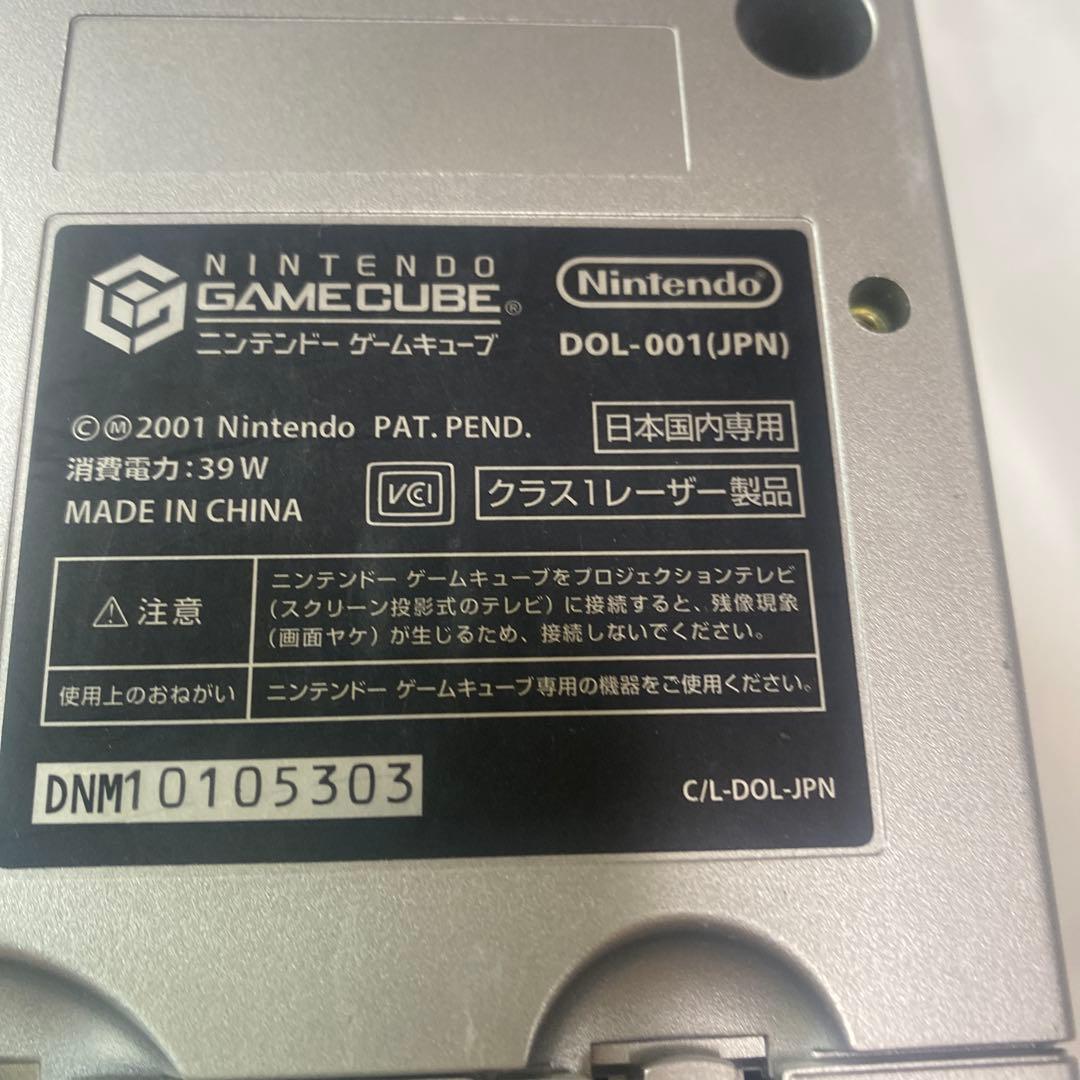 NINTENDO
GAMECUBE®
ニンテンドー ゲームキューブ
Nintendo®
DOL-001(JPN)
©Ⓜ2001 Nintendo PAT. PEND.
日本国内専用
消費電力:39W
MADE IN CHINA
VCI
クラス1レーザー製品
⚠注意
ニンテンドー ゲームキューブをプロジェクションテレビ
(スクリーン投影式のテレビ)に接続すると、残像現象
(画面ヤケ)が生じるため、接続しないでください。
使用上のおねがい
ニンテンドー ゲームキューブ専用の機器をご使用ください。
DNM10105303
C/L-DOL-JPN